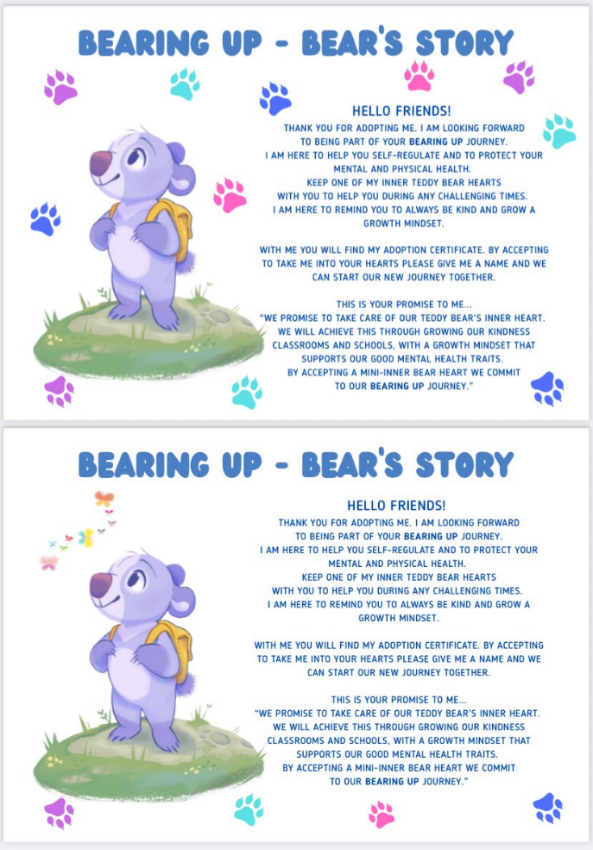 BEARING UP - BEAR'S STORY
HELLO FRIENDS!
THANK YOU FOR ADOPTING ME. I AM LOOKING FORWARD
TO BEING PART OF YOUR BEARING UP JOURNEY.
I AM HERE TO HELP YOU SELF-REGULATE AND TO PROTECT YOUR
MENTAL AND PHYSICAL HEALTH.
KEEP ONE OF MY INNER TEDDY BEAR HEARTS
WITH YOU TO HELP YOU DURING ANY CHALLENGING TIMES.
I AM HERE TO REMIND YOU TO ALWAYS BE KIND AND GROW A
GROWTH MINDSET.
WITH ME YOU WILL FIND MY ADOPTION CERTIFICATE. BY ACCEPTING
TO TAKE ME INTO YOUR HEARTS PLEASE GIVE ME A NAME AND WE
CAN START OUR NEW JOURNEY TOGETHER.
THIS IS YOUR PROMISE TO ME...
"WE PROMISE TO TAKE CARE OF OUR TEDDY BEAR'S INNER HEART.
WE WILL ACHIEVE THIS THROUGH GROWING OUR KINDNESS
CLASSROOMS AND SCHOOLS, WITH A GROWTH MINDSET THAT
SUPPORTS OUR GOOD MENTAL HEALTH TRAITS.
BY ACCEPTING A MINI-INNER BEAR HEART WE COMMIT
TO OUR BEARING UP JOURNEY."
BEARING UP - BEAR'S STORY
HELLO FRIENDS!
THANK YOU FOR ADOPTING ME. I AM LOOKING FORWARD
TO BEING PART OF YOUR BEARING UP JOURNEY.
I AM HERE TO HELP YOU SELF-REGULATE AND TO PROTECT YOUR
MENTAL AND PHYSICAL HEALTH.
KEEP ONE OF MY INNER TEDDY BEAR HEARTS
WITH YOU TO HELP YOU DURING ANY CHALLENGING TIMES.
I AM HERE TO REMIND YOU TO ALWAYS BE KIND AND GROW A
GROWTH MINDSET.
WITH ME YOU WILL FIND MY ADOPTION CERTIFICATE. BY ACCEPTING
TO TAKE ME INTO YOUR HEARTS PLEASE GIVE ME A NAME AND WE
CAN START OUR NEW JOURNEY TOGETHER.
THIS IS YOUR PROMISE TO ME...
"WE PROMISE TO TAKE CARE OF OUR TEDDY BEAR'S INNER HEART.
WE WILL ACHIEVE THIS THROUGH GROWING OUR KINDNESS
CLASSROOMS AND SCHOOLS, WITH A GROWTH MINDSET THAT
SUPPORTS OUR GOOD MENTAL HEALTH TRAITS.
BY ACCEPTING A MINI-INNER BEAR HEART WE COMMIT
TO OUR BEARING UP JOURNEY."